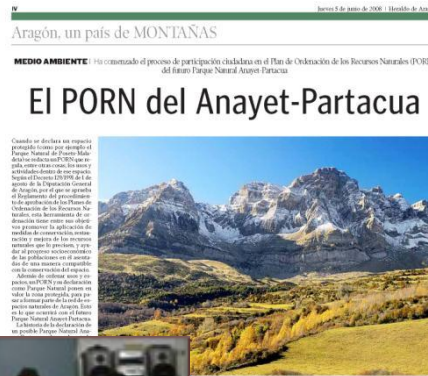 IV
Jueves 5 de junio de 2008 | Heraldo de
Aragón, un país de MONTAÑAS
MEDIO AMBIENTE | Ha comenzado el proceso de participación ciudadana en el Plan de Ordenación de los Recursos Naturales (POR
del futuro Parque Natural Anayet-Partacua
El PORN del Anayet-Partacua
Cuando se declara un espacio
protegido (como por ejemplo el
Parque Natural de Posets-Mala-
deta) se redacta un PORN que re-
gula, entre otras cosas, los usos y
actividades dentro de ese espacio.
Según el Decreto de 1 de
agosto de la Diputación General
de Aragón, por el que se aprueba
el Reglamento del procedimien-
to de aprobación de los Planes de
Ordenación de los Recursos Na-
turales, esta herramienta de or-
denación tiene entre sus objeti-
vos promover la aplicación de
medidas de conservación, restau-
ración y mejora de los recursos
naturales que lo precisen, y ayu-
dar al progreso socioeconómico
de las poblaciones en él asenta-
das de una manera compatible
con la conservación del espacio.
Además de ordenar usos y es-
pacios, un PORN y su declaración
como Parque Natural ponen en
valor la zona protegida, para pa-
sar a formar parte de la red de es-
pacios naturales de Aragón. Esto
es lo que ocurrirá con el futuro
Parque Natural Anayet-Partacua.
La historia de la declaración de
un posible Parque Natural Ana-